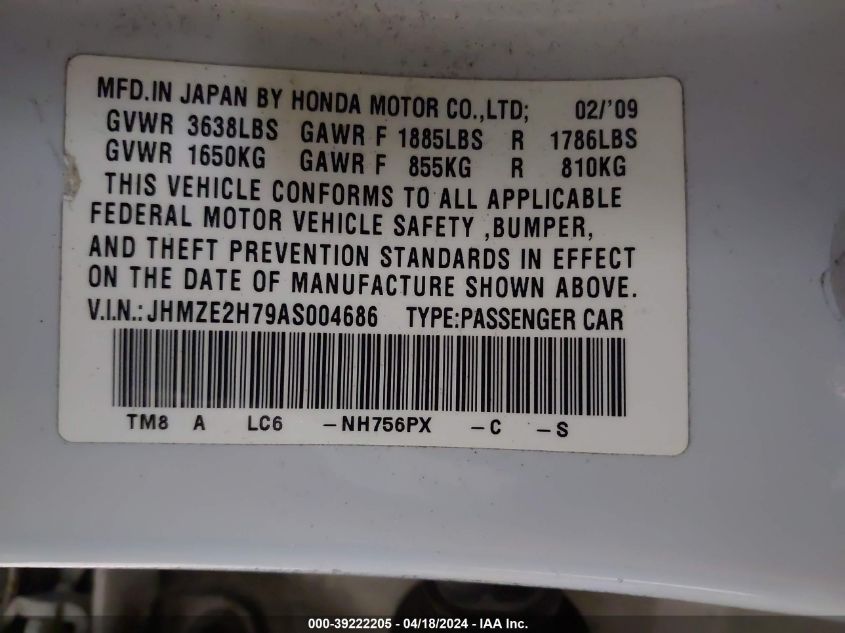 MFD.IN JAPAN BY HONDA MOTOR CO.,LTD; 02/'09
GVWR 3638LBS GAWR F 1885LBS R 1786LBS
GVWR 1650KG GAWR F 855KG R 810KG
THIS VEHICLE CONFORMS TO ALL APPLICABLE
FEDERAL MOTOR VEHICLE SAFETY ,BUMPER,
AND THEFT PREVENTION STANDARDS IN EFFECT
ON THE DATE OF MANUFACTURE SHOWN ABOVE.
V.I.N.:JHMZE2H79AS004686 TYPE:PASSENGER CAR
TM8 A LC6 -NH756PX -C -S
000-39222205 - 04/18/2024 - IAA Inc.